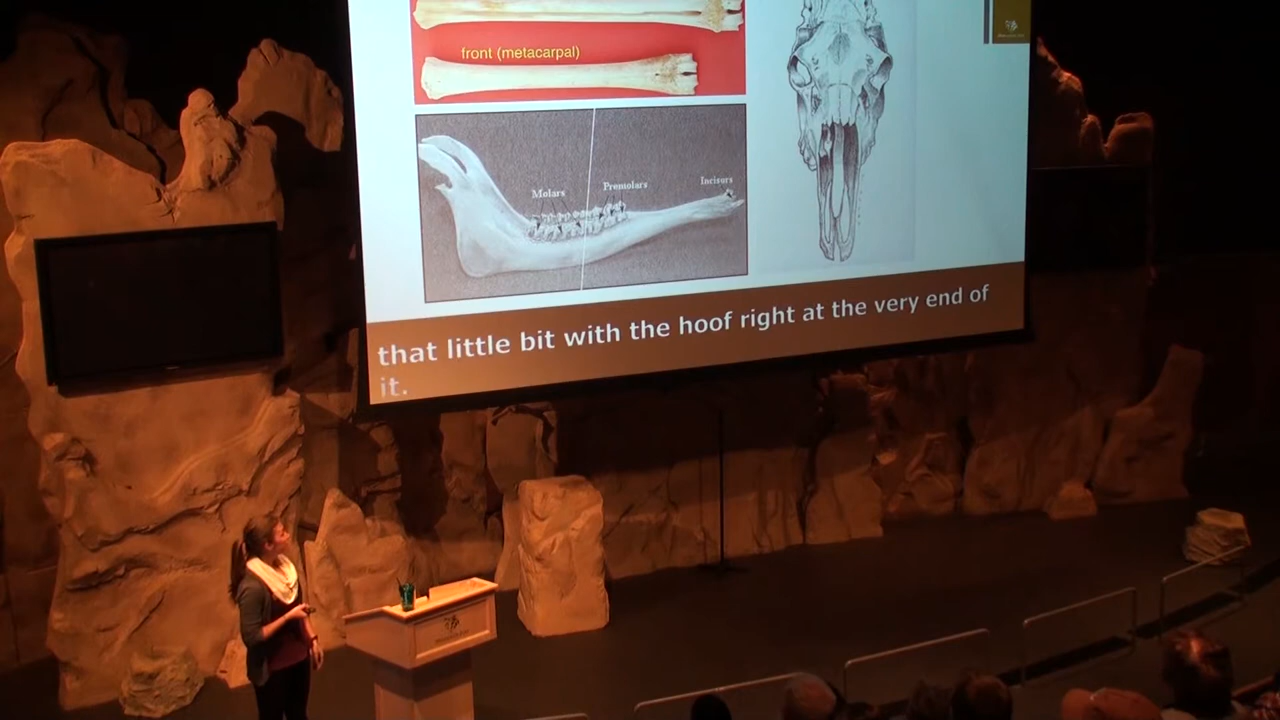 front (metacarpal)
Molars
Premolars
Incisors
that little bit with the hoof right at the very end of
it.